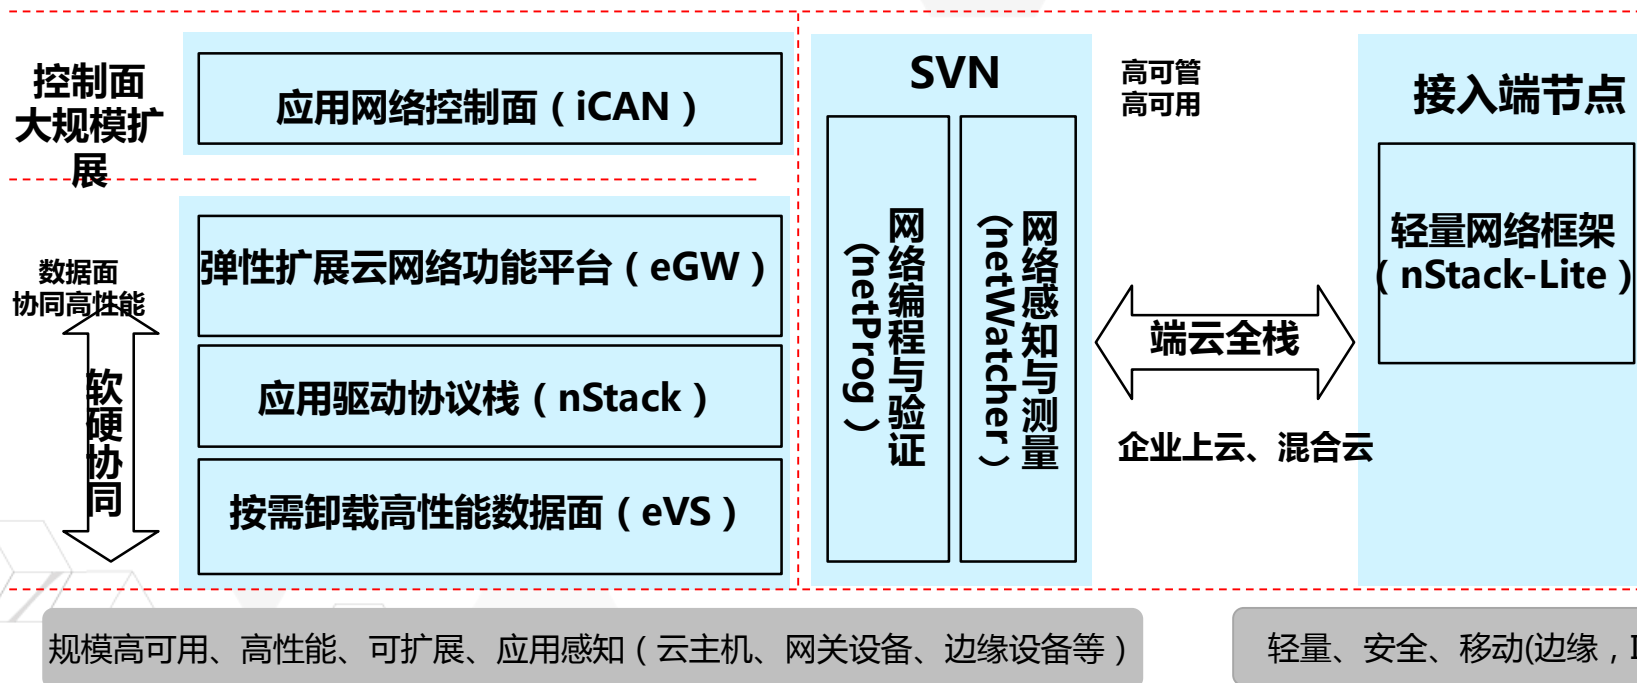 控制面
大规模扩
展
应用网络控制面（iCAN）
数据面
协同高性能
软硬协同
弹性扩展云网络功能平台（eGW）
应用驱动协议栈（nStack）
按需卸载高性能数据面（eVS）
SVN
网络编程与验证
（netProg）
网络感知与测量
（netWatcher）
高可管
高可用
端云全栈
企业上云、混合云
接入端节点
轻量网络框架
（nStack-Lite）
规模高可用、高性能、可扩展、应用感知（云主机、网关设备、边缘设备等）
轻量、安全、移动(边缘，